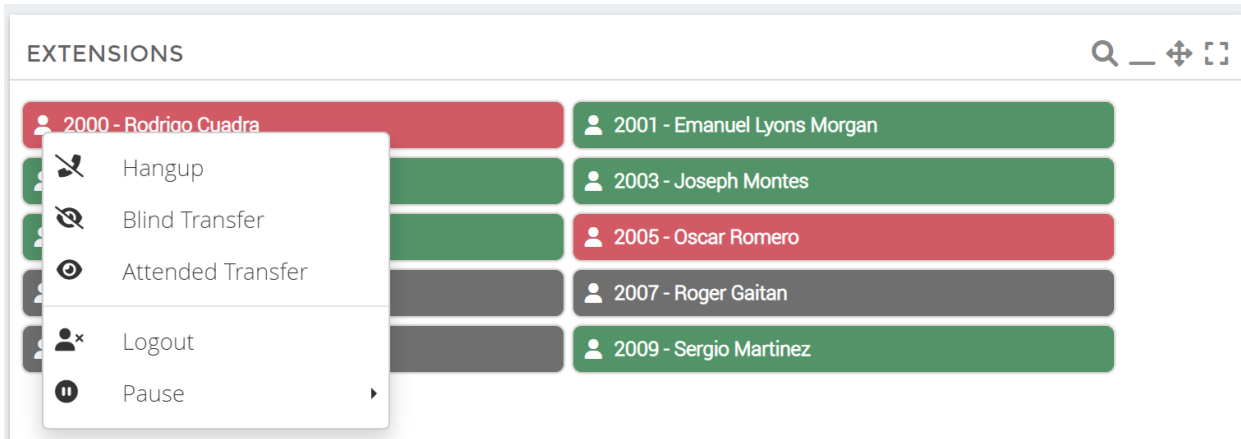 EXTENSIONS
2000 - Rodrigo Cuadra
2001 - Emanuel Lyons Morgan
Hangup
2003 - Joseph Montes
Blind Transfer
2005 - Oscar Romero
Attended Transfer
2007 - Roger Gaitan
Logout
2009 - Sergio Martinez
Pause